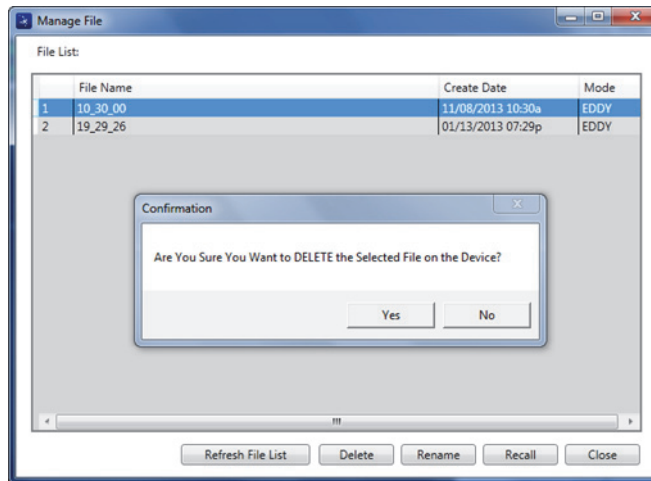 Manage File
File List:
File Name Create Date Mode
1 10_30_00 11/08/2013 10:30a EDDY
2 19_29_26 01/13/2013 07:29p EDDY
Confirmation
Are You Sure You Want to DELETE the Selected File on the Device?
Yes No
Refresh File List Delete Rename Recall Close